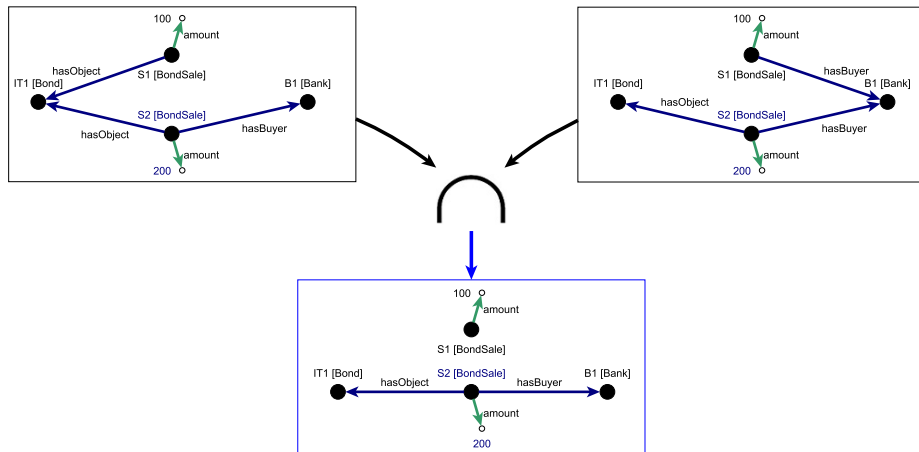 100
amount
hasObject
S1 [BondSale]
IT1 [Bond]
B1 [Bank]
S2 [BondSale]
hasObject
hasBuyer
amount
200
100
amount
S1 [BondSale]
hasBuyer
IT1 [Bond]
B1 [Bank]
hasObject
S2 [BondSale]
hasBuyer
amount
200
100
amount
S1 [BondSale]
IT1 [Bond]
S2 [BondSale]
B1 [Bank]
hasObject
hasBuyer
amount
200